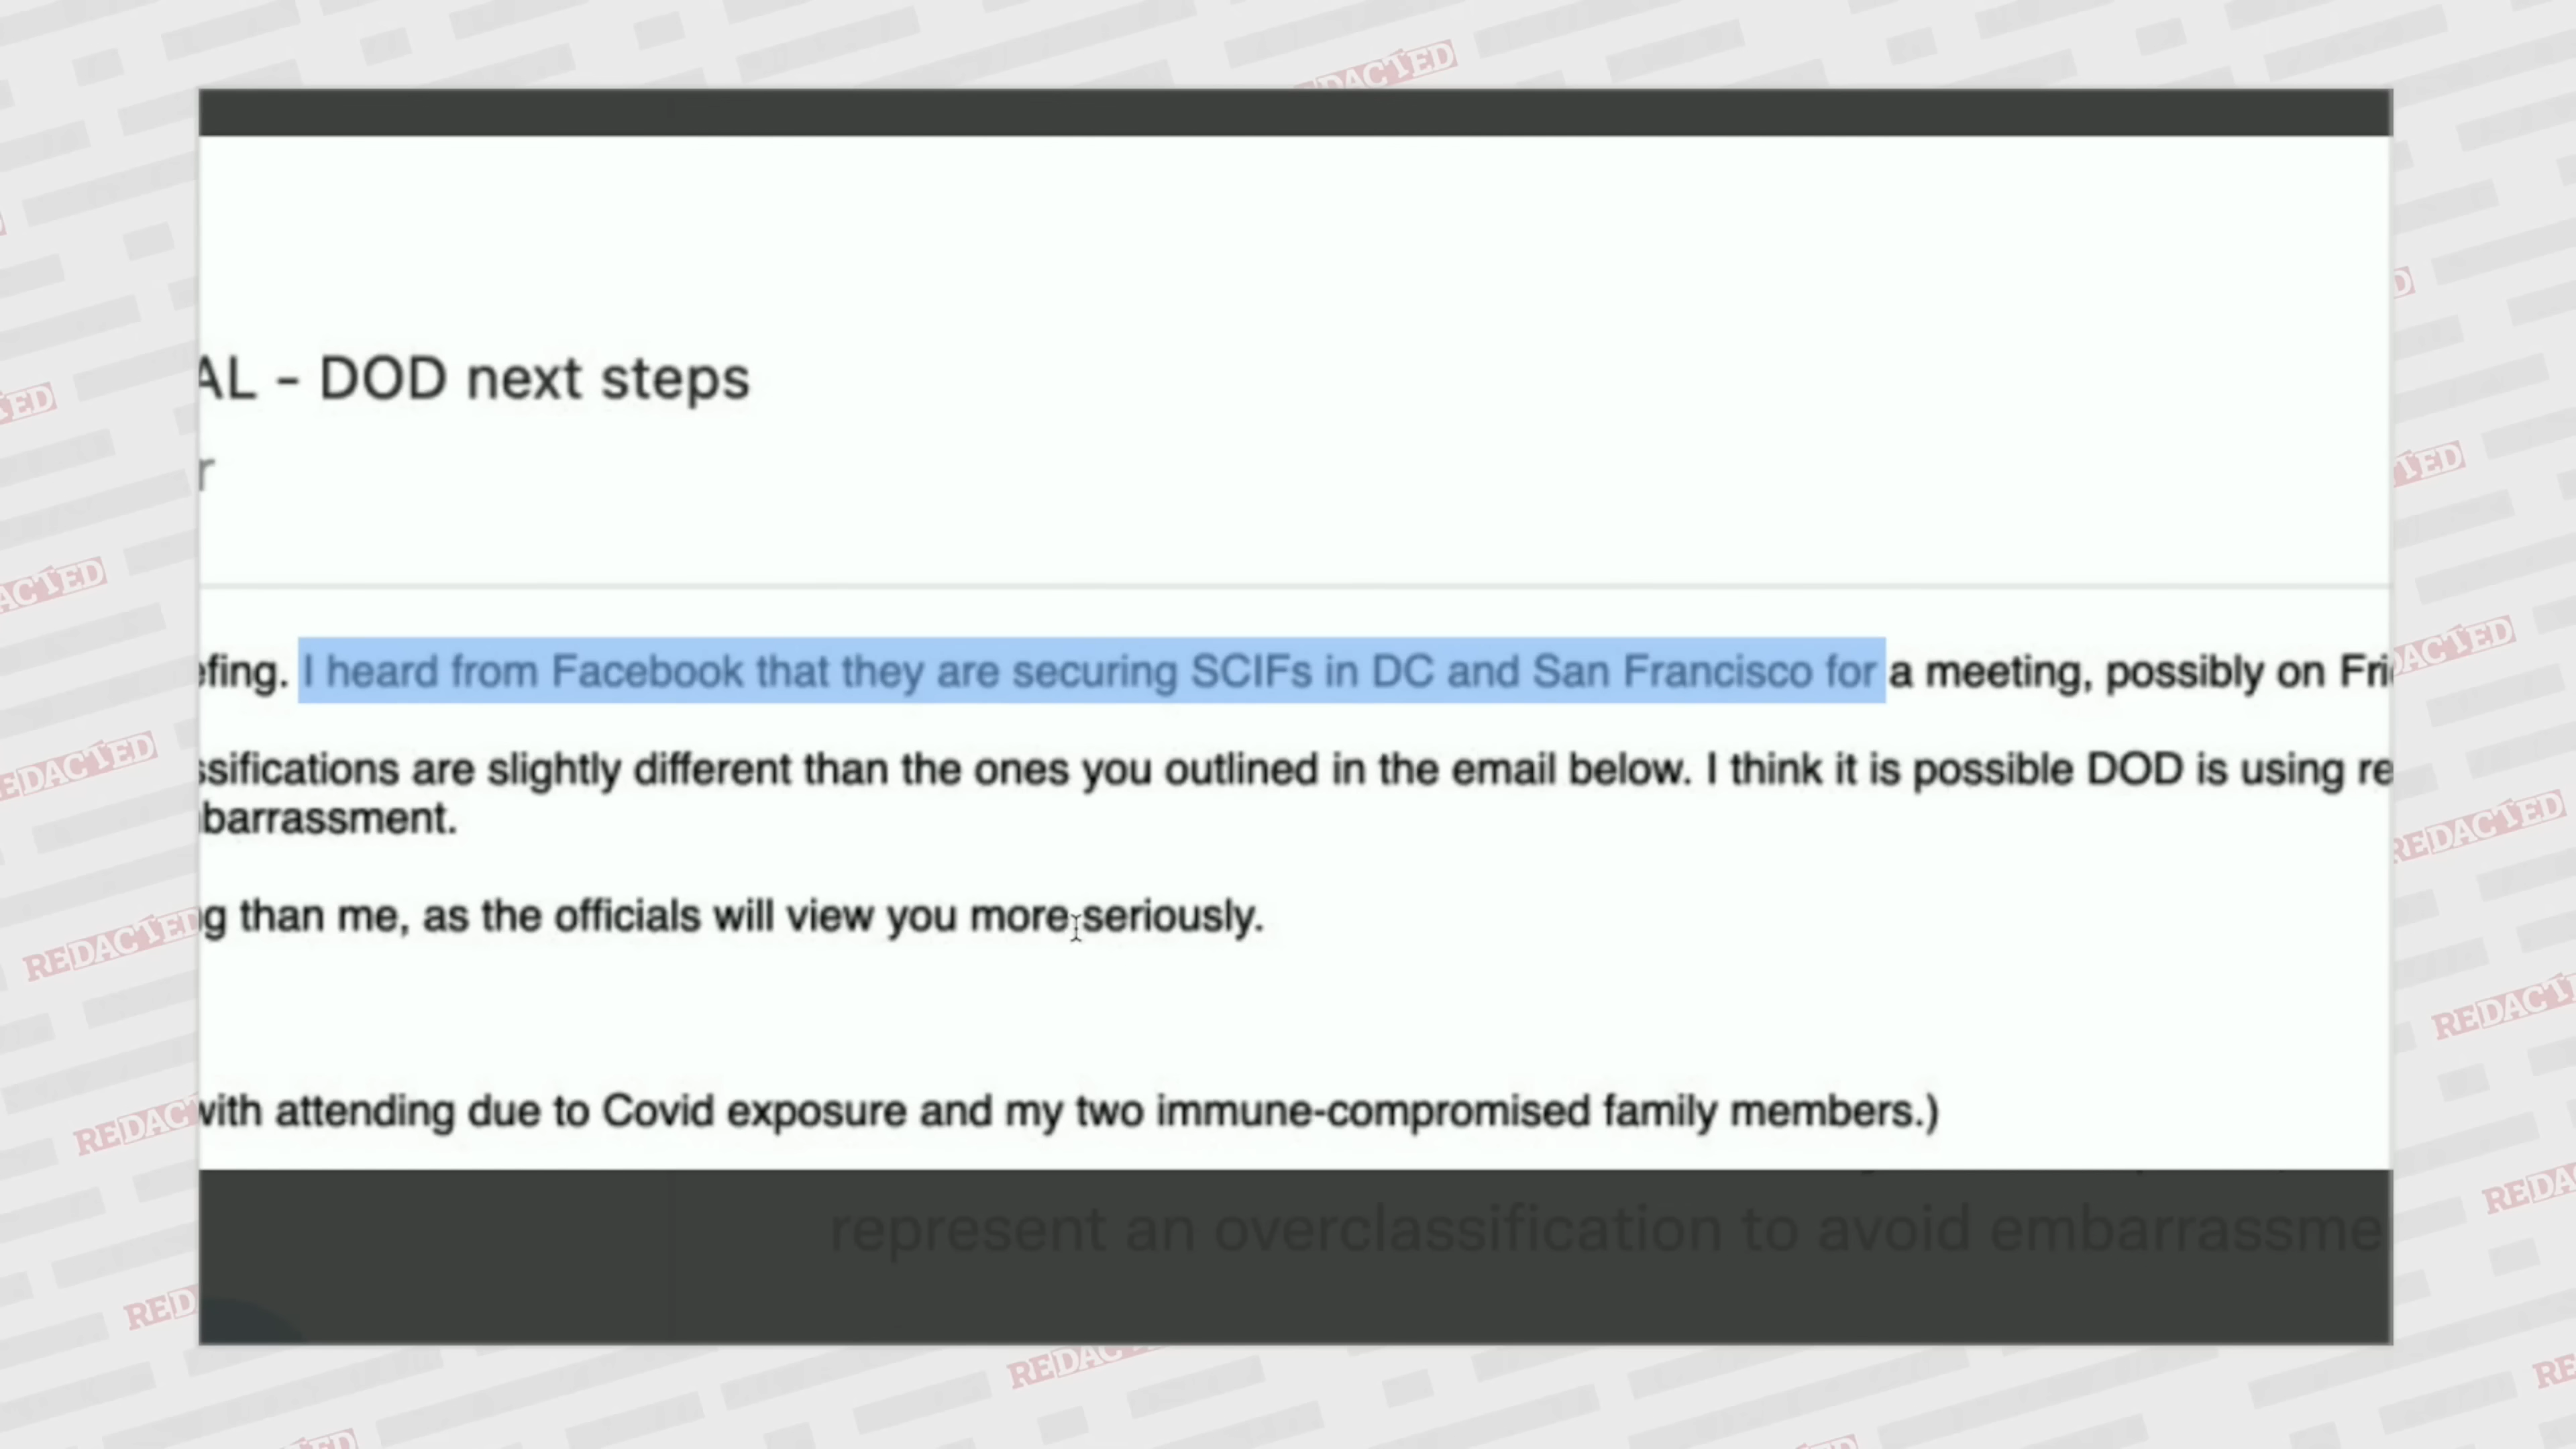 REDACTED
AL - DOD next steps
r
efing. I heard from Facebook that they are securing SCIFs in DC and San Francisco for a meeting, possibly on Fri
ssifications are slightly different than the ones you outlined in the email below. I think it is possible DOD is using re
barrassment.
g than me, as the officials will view you more seriously.
with attending due to Covid exposure and my two immune-compromised family members.)
represent an overclassification to avoid embarrassme